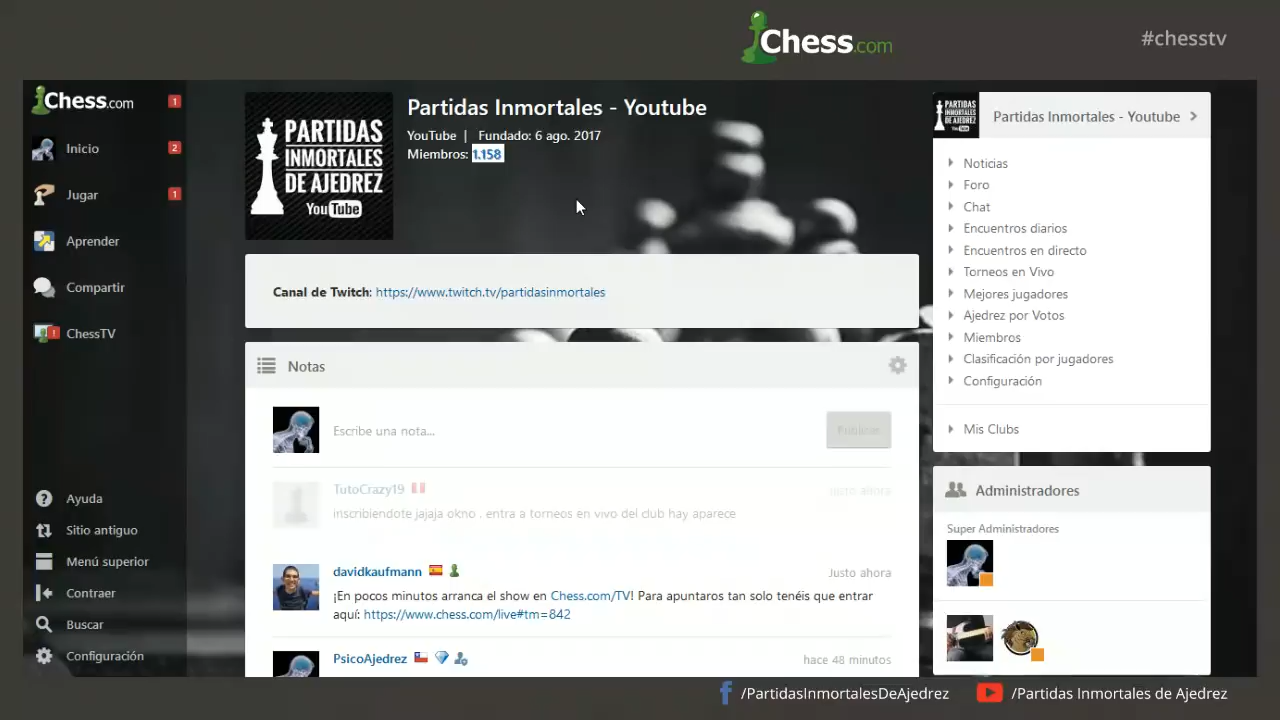 Chess.com
#chesstv
Chess.com 1
Inicio 2
Jugar 1
Aprender
Compartir
ChessTV
Ayuda
Sitio antiguo
Menú superior
Contraer
Buscar
Configuración
PARTIDAS
INMORTALES
DE AJEDREZ
YouTube
Partidas Inmortales - Youtube
YouTube | Fundado: 6 ago. 2017
Miembros: 1.158
Canal de Twitch: https://www.twitch.tv/partidasinmortales
Notas
Escribe una nota...
Publicar
TutoCrazy19
Justo ahora
inscribiendote jajaja okno . entra a torneos en vivo del club hay aparece
davidkaufmann
Justo ahora
¡En pocos minutos arranca el show en Chess.com/TV! Para apuntaros tan solo tenéis que entrar
aquí: https://www.chess.com/live#tm=842
PsicoAjedrez
hace 48 minutos
PARTIDAS
INMORTALES
DE AJEDREZ
YouTube
Partidas Inmortales - Youtube
Noticias
Foro
Chat
Encuentros diarios
Encuentros en directo
Torneos en Vivo
Mejores jugadores
Ajedrez por Votos
Miembros
Clasificación por jugadores
Configuración
Mis Clubs
Administradores
Super Administradores
/PartidasInmortalesDeAjedrez
/Partidas Inmortales de Ajedrez